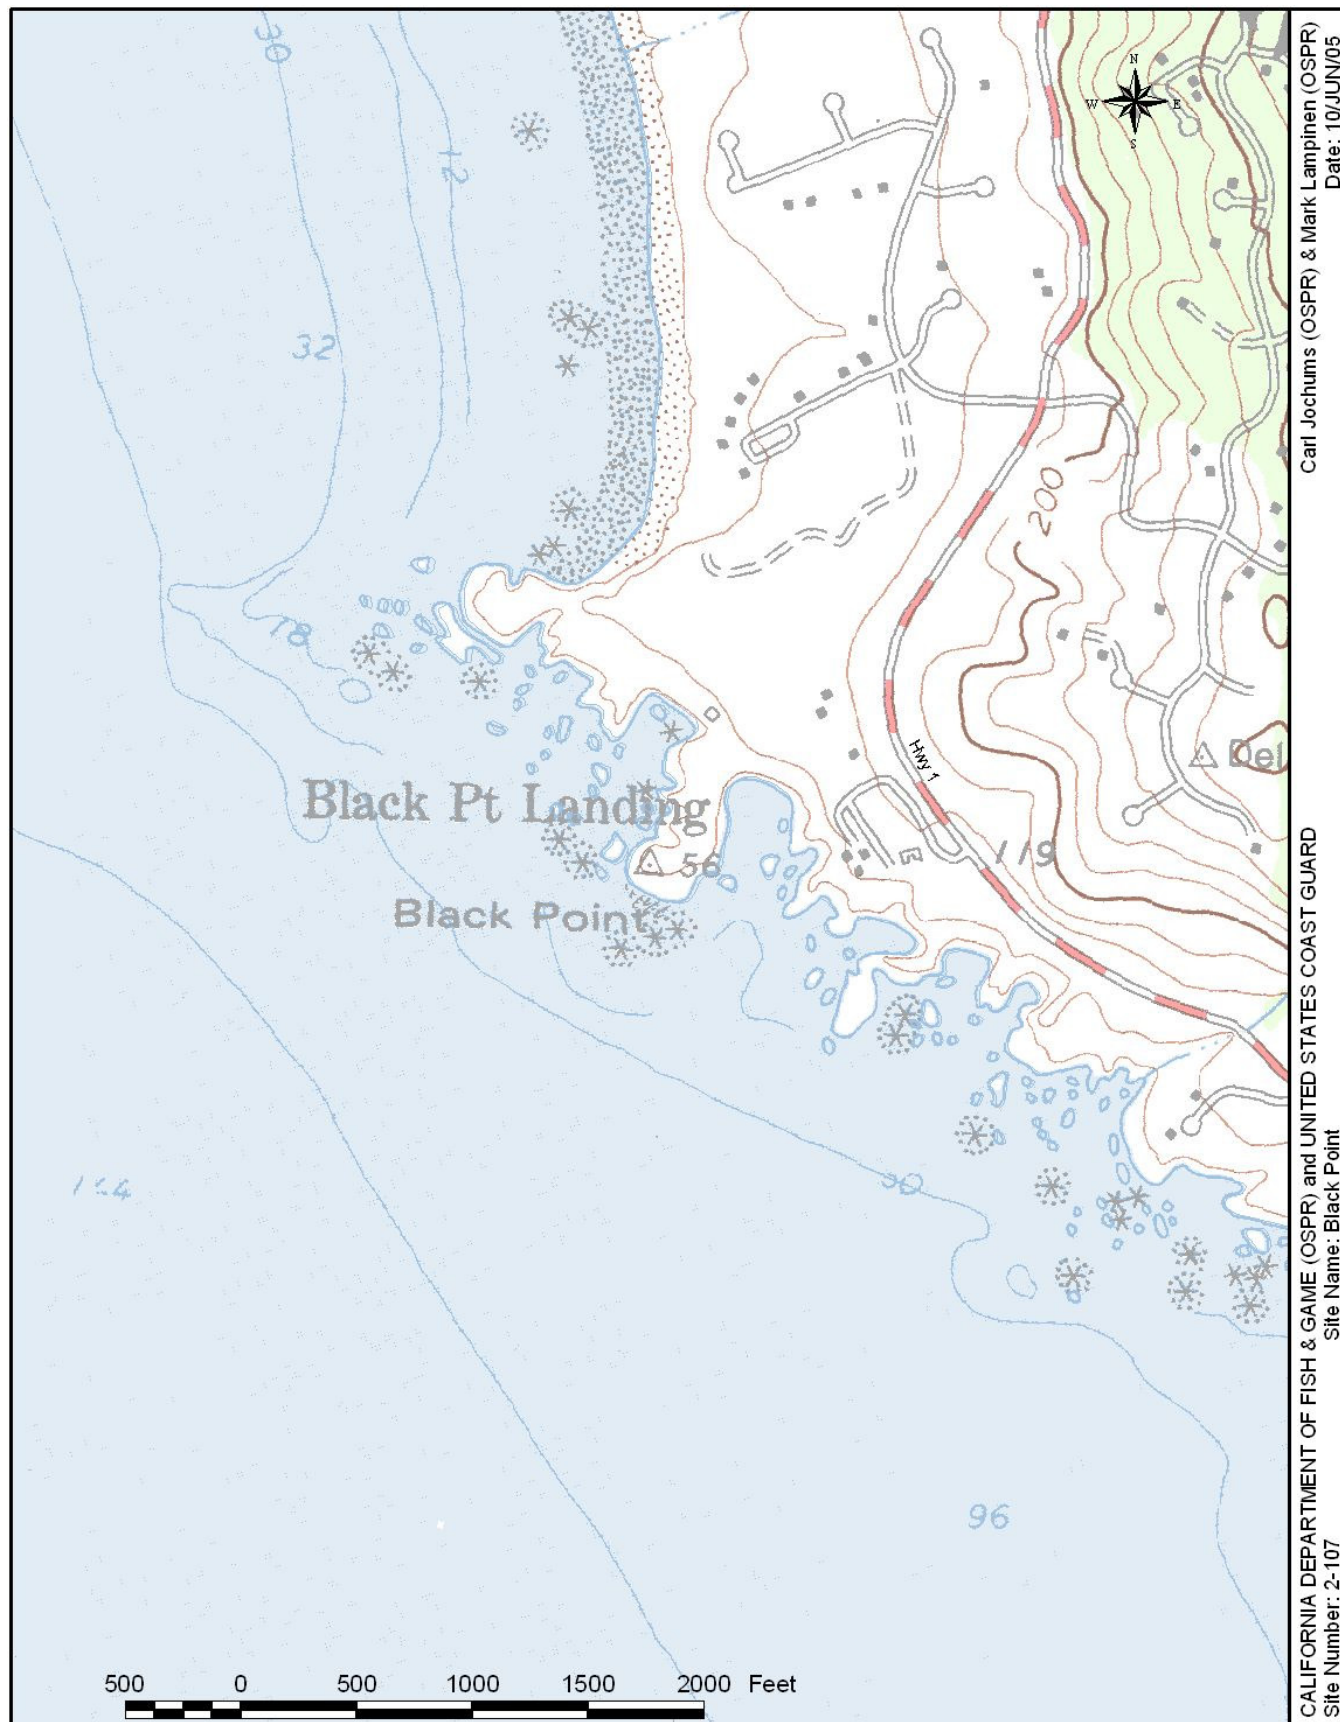 30
12
32
N
W E
S
200
18
Hwy 1
Black Pt Landing
56
119
Black Point
30
96
500 0 500 1000 1500 2000 Feet
CALIFORNIA DEPARTMENT OF FISH & GAME (OSPR) and UNITED STATES COAST GUARD
Carl Jochums (OSPR) & Mark Lampinen (OSPR)
Site Number: 2-107
Site Name: Black Point
Date: 10/JUN/05